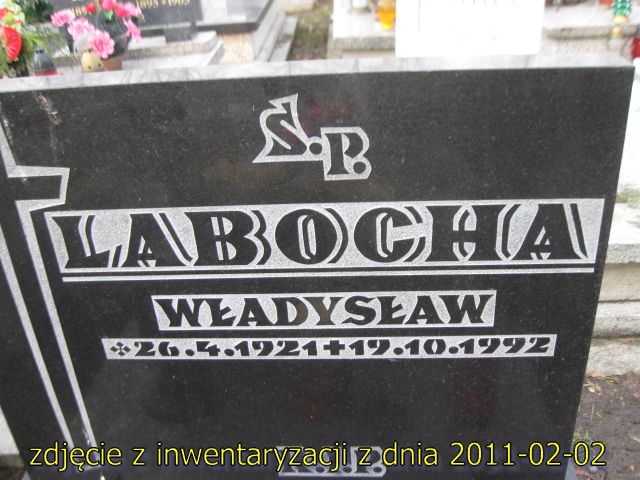 Ś.P.
LABOCHA
WŁADYSŁAW
✻26.4.1921+19.10.1992
zdjęcie z inwentaryzacji z dnia 2011-02-02